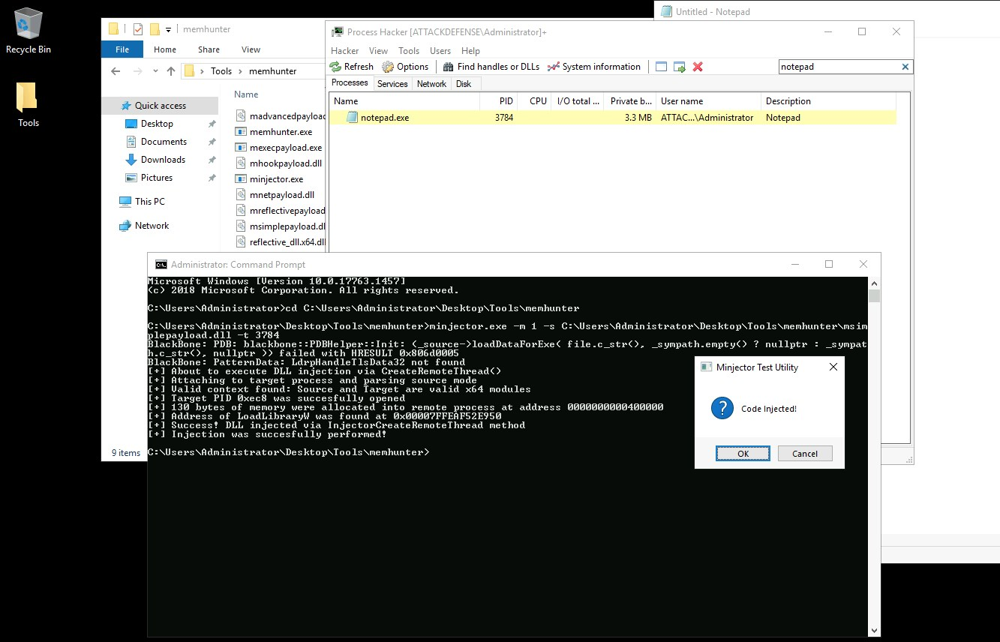 Recycle Bin
Tools
memhunter
File Home Share View
Tools memhunter
Quick access
Desktop
Documents
Downloads
Pictures
This PC
Network
9 items
Name
madvancedpayload
memhunter.exe
mexecpayload.exe
mhookpayload.dll
minjector.exe
mnetpayload.dll
mreflectivepayload
msimplepayload.dl
reflective_dll.x64.dll
Untitled - Notepad
Process Hacker [ATTACKDEFENSE\Administrator]+
Hacker View Tools Users Help
Refresh Options Find handles or DLLs System information notepad
Processes Services Network Disk
Name PID CPU I/O total ... Private b... User name Description
notepad.exe 3784 3.3 MB ATTAC...\Administrator Notepad
Administrator: Command Prompt
Microsoft Windows [Version 10.0.17763.1457]
(c) 2018 Microsoft Corporation. All rights reserved.
C:\Users\Administrator>cd C:\Users\Administrator\Desktop\Tools\memhunter
C:\Users\Administrator\Desktop\Tools\memhunter>minjector.exe -m 1 -s C:\Users\Administrator\Desktop\Tools\memhunter\msim
plepayload.dll -t 3784
BlackBone: PDB: blackbone::PDBHelper::Init: (_source->loadDataForExe( file.c_str(), _sympath.empty() ? nullptr : _sympat
h.c_str(), nullptr )) failed with HRESULT 0x806d0005
BlackBone: PatternData: LdrpHandleTlsData32 not found
[+] About to execute DLL injection via CreateRemoteThread()
[+] Attaching to target process and parsing source mode
[+] Valid context found: Source and Target are valid x64 modules
[+] Target PID 0xec8 was succesfully opened
[+] 130 bytes of memory were allocated into remote process at address 0000000000400000
[+] Address of LoadLibraryW was found at 0x00007FFEAF52E950
[+] Success! DLL injected via InjectorCreateRemoteThread method
[+] Injection was succesfully performed!
C:\Users\Administrator\Desktop\Tools\memhunter>
Minjector Test Utility
Code Injected!
OK Cancel